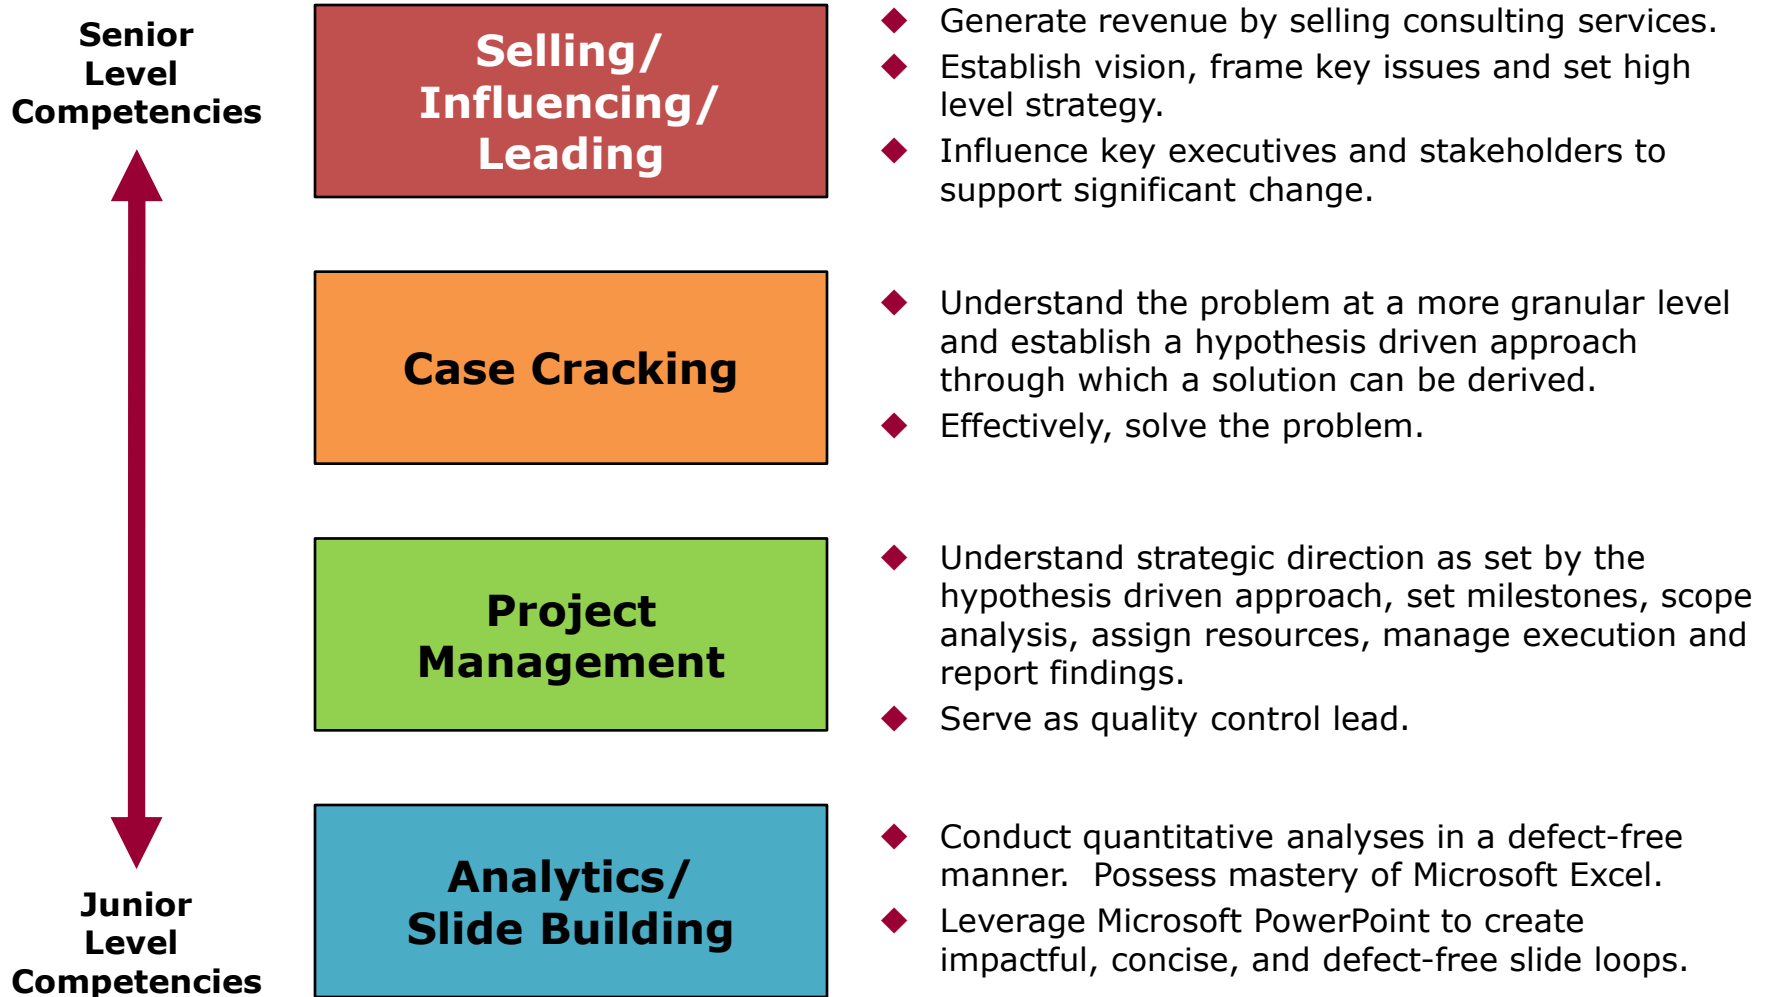 Senior
Level
Competencies
Selling/
Influencing/
Leading
Generate revenue by selling consulting services.
Establish vision, frame key issues and set high
level strategy.
Influence key executives and stakeholders to
support significant change.
Case Cracking
Understand the problem at a more granular level
and establish a hypothesis driven approach
through which a solution can be derived.
Effectively, solve the problem.
Project
Management
Understand strategic direction as set by the
hypothesis driven approach, set milestones, scope
analysis, assign resources, manage execution and
report findings.
Serve as quality control lead.
Junior
Level
Competencies
Analytics/
Slide Building
Conduct quantitative analyses in a defect-free
manner.  Possess mastery of Microsoft Excel.
Leverage Microsoft PowerPoint to create
impactful, concise, and defect-free slide loops.